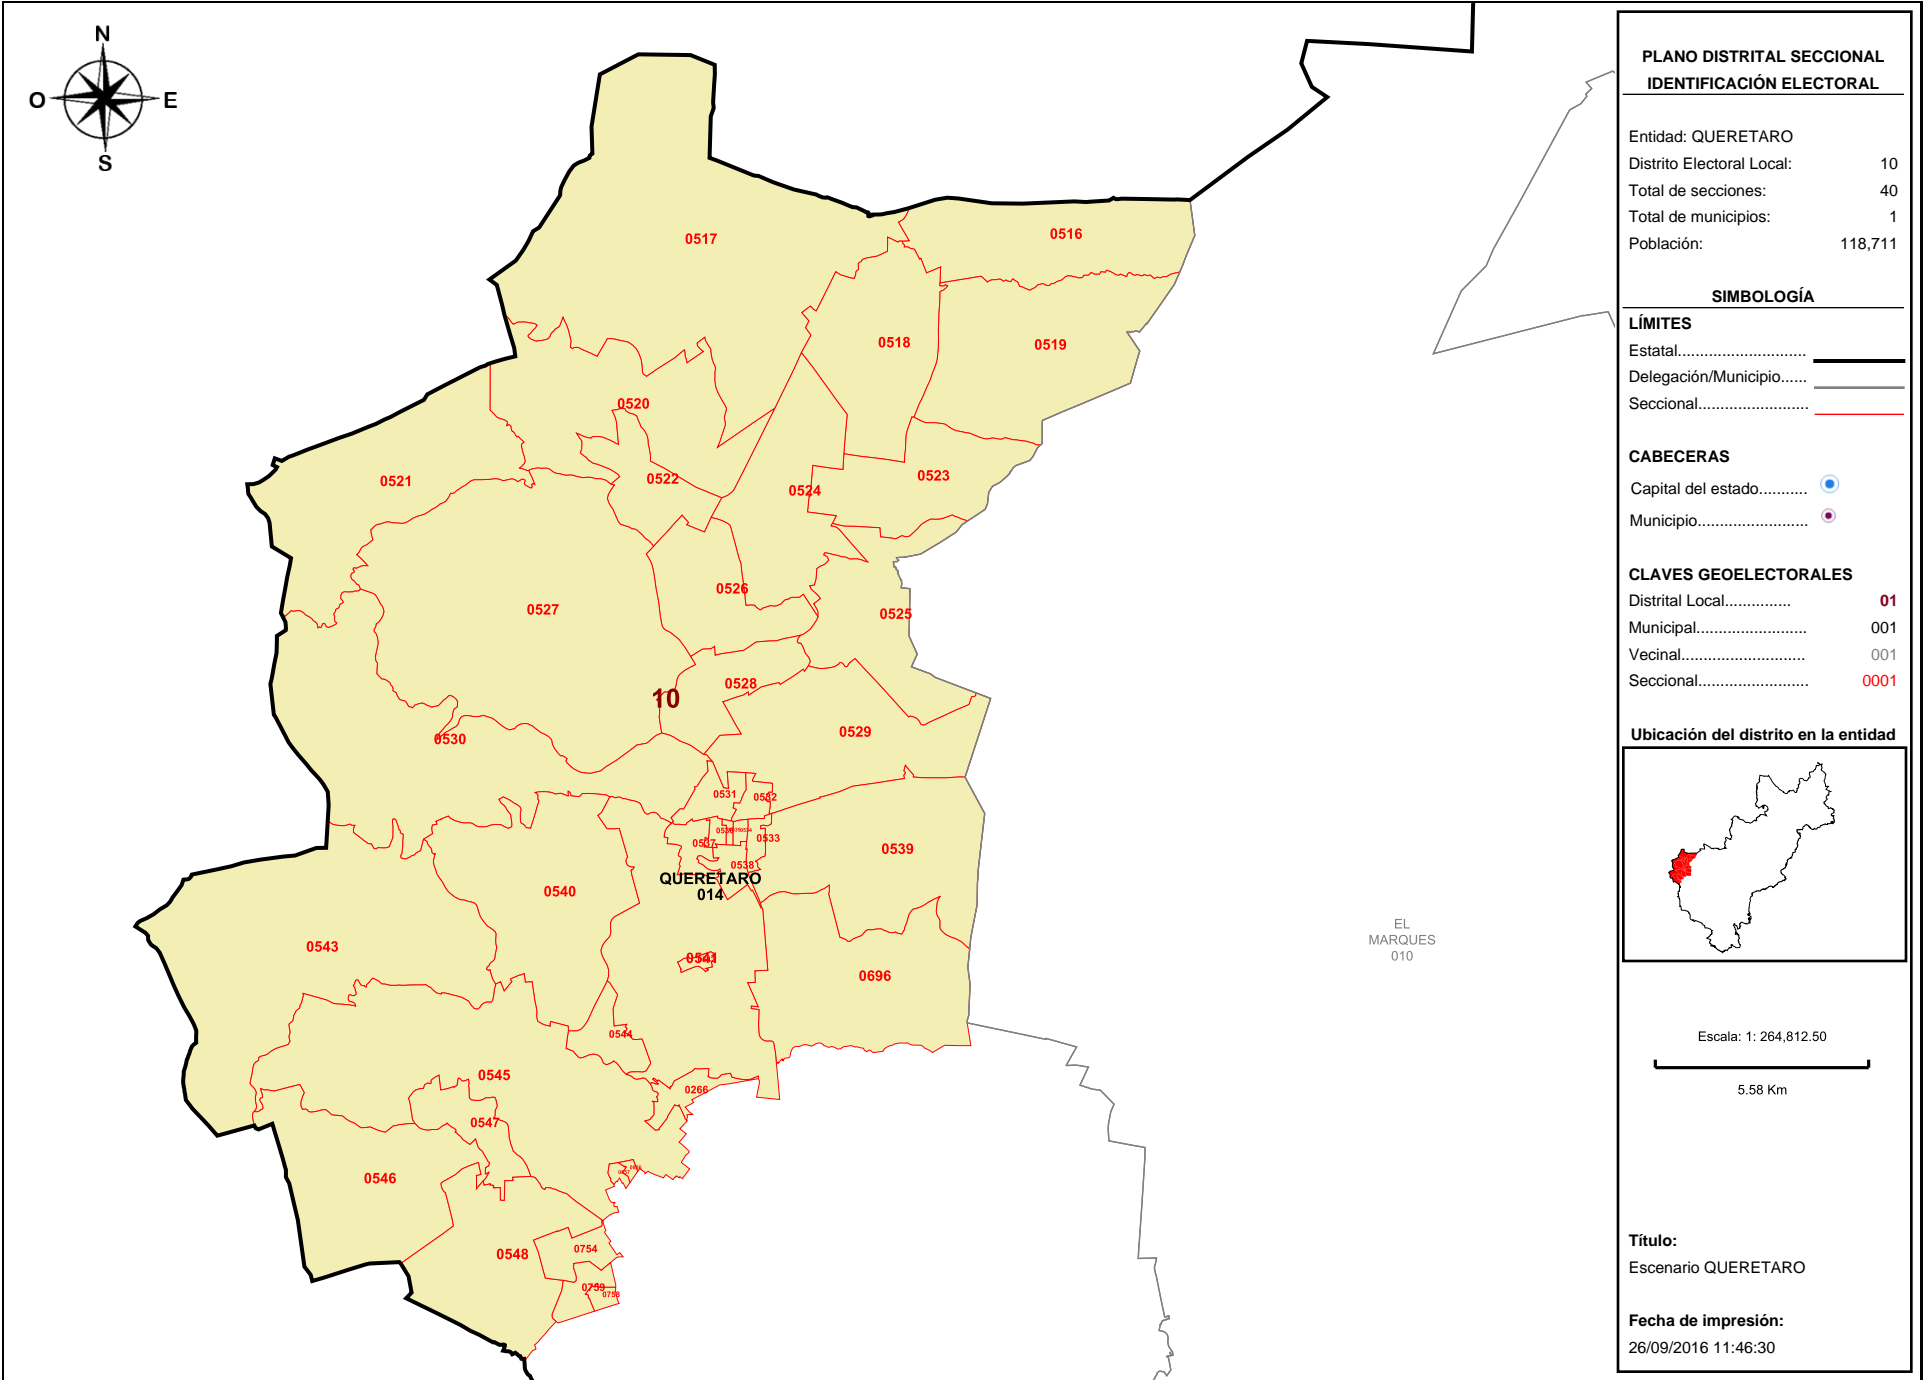 N
O
E
S
0517
0516
0518
0519
0520
0521
0522
0524
0523
0526
0527
0525
0528
10
0529
0530
0531
0532
0533
0537
0538
0539
QUERETARO
014
0540
0543
0541
0696
0544
0545
0266
0547
0546
0548
0754
0759
0758
EL
MARQUES
010
PLANO DISTRITAL SECCIONAL
IDENTIFICACIÓN ELECTORAL
Entidad: QUERETARO
Distrito Electoral Local: 10
Total de secciones: 40
Total de municipios: 1
Población: 118,711
SIMBOLOGÍA
LÍMITES
Estatal.............................
Delegación/Municipio......
Seccional.........................
CABECERAS
Capital del estado...........
Municipio.........................
CLAVES GEOELECTORALES
Distrital Local............... 01
Municipal......................... 001
Vecinal............................ 001
Seccional......................... 0001
Ubicación del distrito en la entidad
Escala: 1: 264,812.50
5.58 Km
Título:
Escenario QUERETARO
Fecha de impresión:
26/09/2016 11:46:30